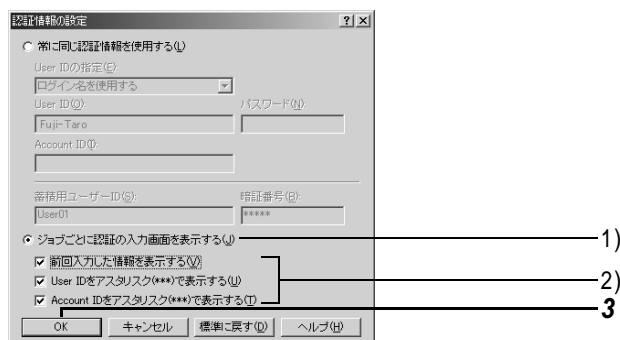 認証情報の設定
常に同じ認証情報を使用する(L)
User IDの指定(E):
ログイン名を使用する
User ID(O):
パスワード(N):
Fuji-Taro
Account ID(T):
蓄積用ユーザーID(S):
暗証番号(P):
User01
*****
ジョブごとに認証の入力画面を表示する(J)
1)
前回入力した情報を表示する(V)
User IDをアスタリスク(***)で表示する(U)
2)
Account IDをアスタリスク(***)で表示する(T)
3
OK
キャンセル
標準に戻す(D)
ヘルプ(H)